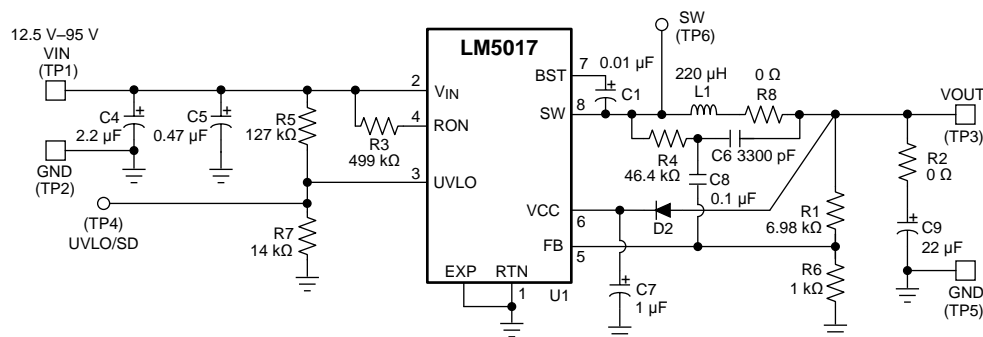 12.5 V–95 V
VIN
(TP1)
GND
(TP2)
C4
+
2.2 µF
C5
+
0.47 µF
R5
127 kΩ
R3
499 kΩ
(TP4)
UVLO/SD
R7
14 kΩ
2
4
3
LM5017
VIN
RON
UVLO
BST
SW
VCC
FB
EXP
RTN
1
U1
7
8
6
5
0.01 µF
+
C1
SW
(TP6)
220 µH
L1
0 Ω
R8
R4
46.4 kΩ
C6
3300 pF
C8
0.1 µF
D2
+
C7
1 µF
R1
6.98 kΩ
R6
1 kΩ
VOUT
(TP3)
R2
0Ω
+
C9
22 µF
GND
(TP5)